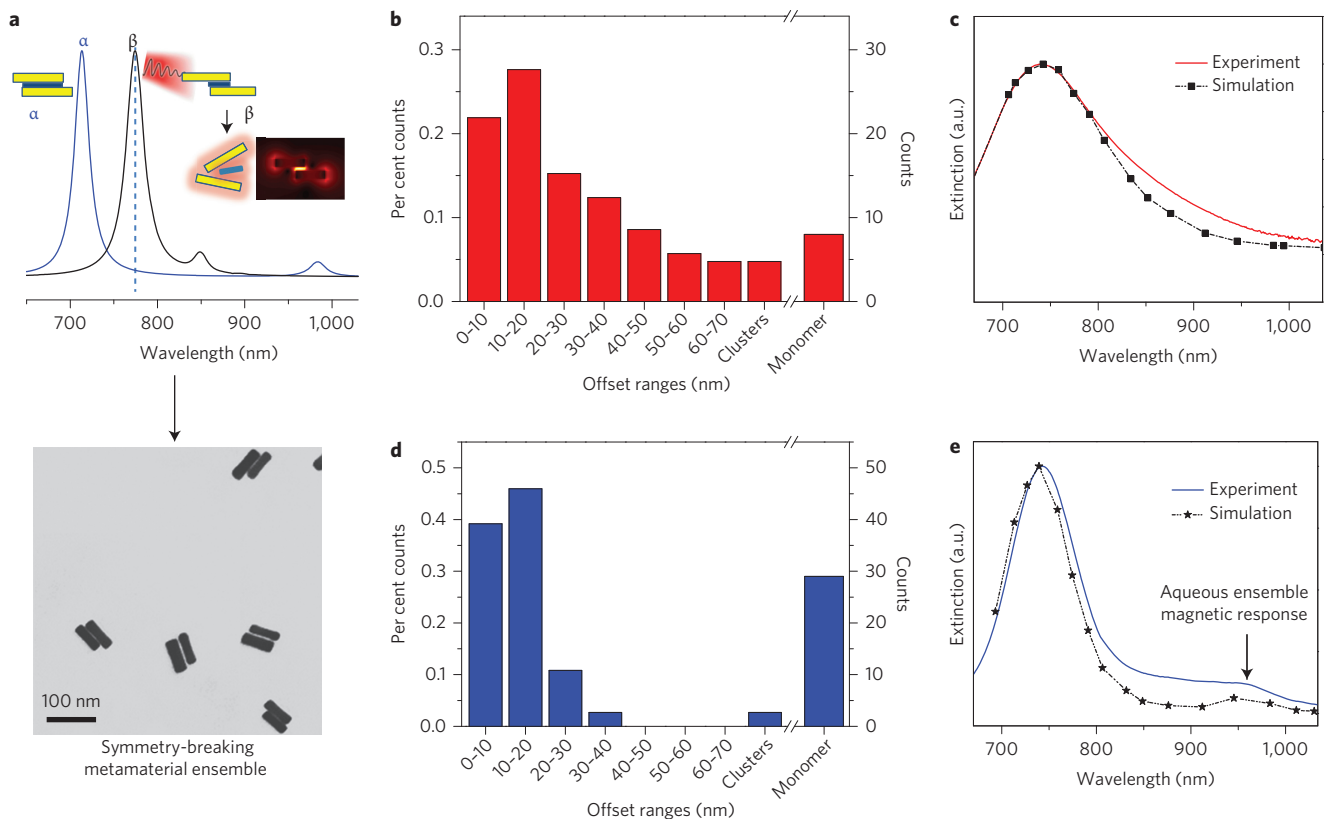 a
α
β
α
β
700
800
900
1,000
Wavelength (nm)
100 nm
Symmetry-breaking
metamaterial ensemble
b
0.3
0.2
0.1
0.0
Per cent counts
30
20
10
0
Counts
0–10
10–20
20–30
30–40
40–50
50–60
60–70
Clusters
Monomer
Offset ranges (nm)
c
Experiment
Simulation
Extinction (a.u.)
700
800
900
1,000
Wavelength (nm)
d
0.5
0.4
0.3
0.2
0.1
0.0
Per cent counts
50
40
30
20
10
0
Counts
0–10
10–20
20–30
30–40
40–50
50–60
60–70
Clusters
Monomer
Offset ranges (nm)
e
Experiment
Simulation
Aqueous ensemble
magnetic response
Extinction (a.u.)
700
800
900
1,000
Wavelength (nm)